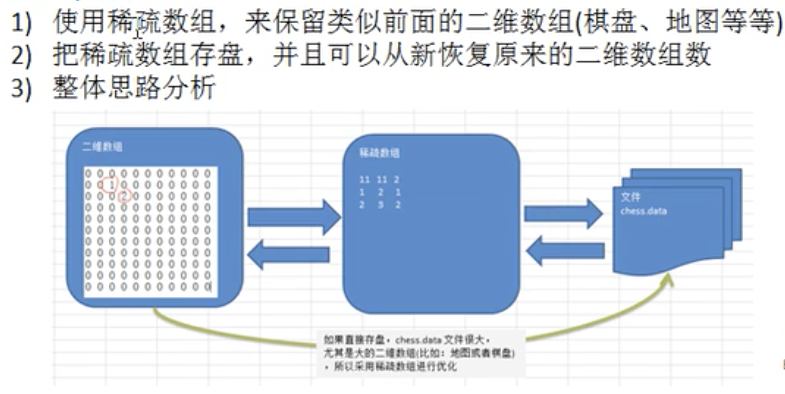 1) 使用稀疏数组，来保留类似前面的二维数组(棋盘、地图等等)
2) 把稀疏数组存盘，并且可以从新恢复原来的二维数组数
3) 整体思路分析
二维数组
0 0 0 0 0 0 0 0 0 0 0
0 0 1 0 0 0 0 0 0 0 0
0 0 0 2 0 0 0 0 0 0 0
0 0 0 0 0 0 0 0 0 0 0
0 0 0 0 0 0 0 0 0 0 0
0 0 0 0 0 0 0 0 0 0 0
0 0 0 0 0 0 0 0 0 0 0
0 0 0 0 0 0 0 0 0 0 0
0 0 0 0 0 0 0 0 0 0 0
0 0 0 0 0 0 0 0 0 0 0
0 0 0 0 0 0 0 0 0 0 0
稀疏数组
11 11 2
1 2 1
2 3 2
文件
chess.data
如果直接存盘，chess.data 文件很大，
尤其是大的二维数组(比如：地图或者棋盘)
，所以采用稀疏数组进行优化